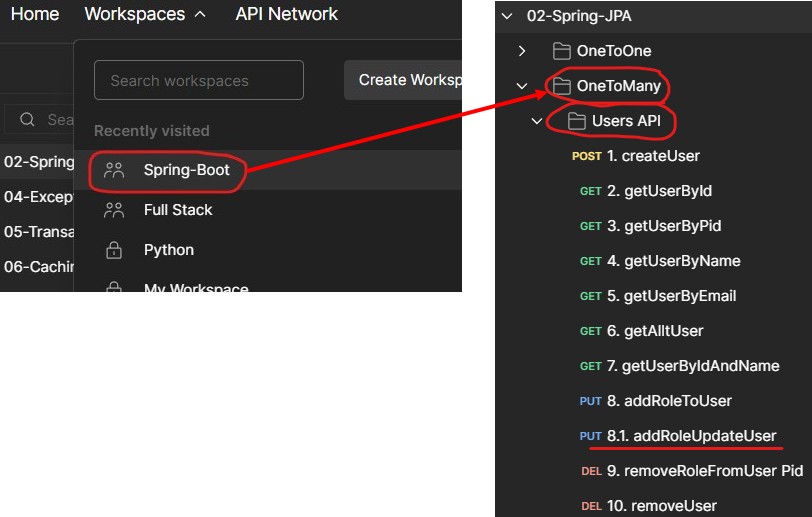 Home Workspaces API Network
Search workspaces
Create Worksp
Sea
Recently visited
02-Spring
Spring-Boot
04-Excep
Full Stack
05-Transa
Python
06-Cachin
My Workspace
02-Spring-JPA
OneToOne
OneToMany
Users API
POST 1. createUser
GET 2. getUserById
GET 3. getUserByPid
GET 4. getUserByName
GET 5. getUserByEmail
GET 6. getAlltUser
GET 7. getUserByIdAndName
PUT 8. addRoleToUser
PUT 8.1. addRoleUpdateUser
DEL 9. removeRoleFromUser Pid
DEL 10. removeUser